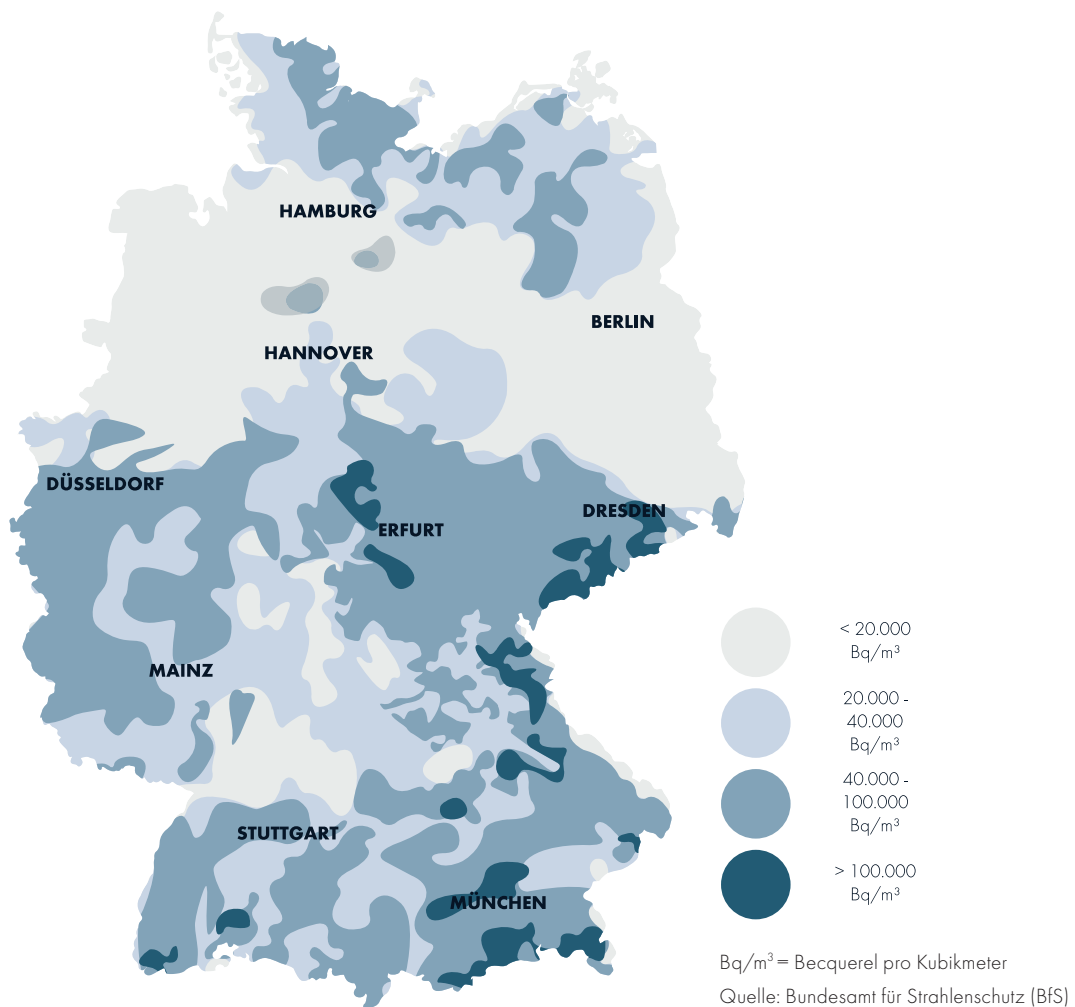 HAMBURG
BERLIN
HANNOVER
DÜSSELDORF
DRESDEN
ERFURT
< 20.000
Bq/m³
MAINZ
20.000 -
40.000
Bq/m³
40.000 -
100.000
Bq/m³
STUTTGART
> 100.000
Bq/m³
MÜNCHEN
Bq/m³ = Becquerel pro Kubikmeter
Quelle: Bundesamt für Strahlenschutz (BfS)